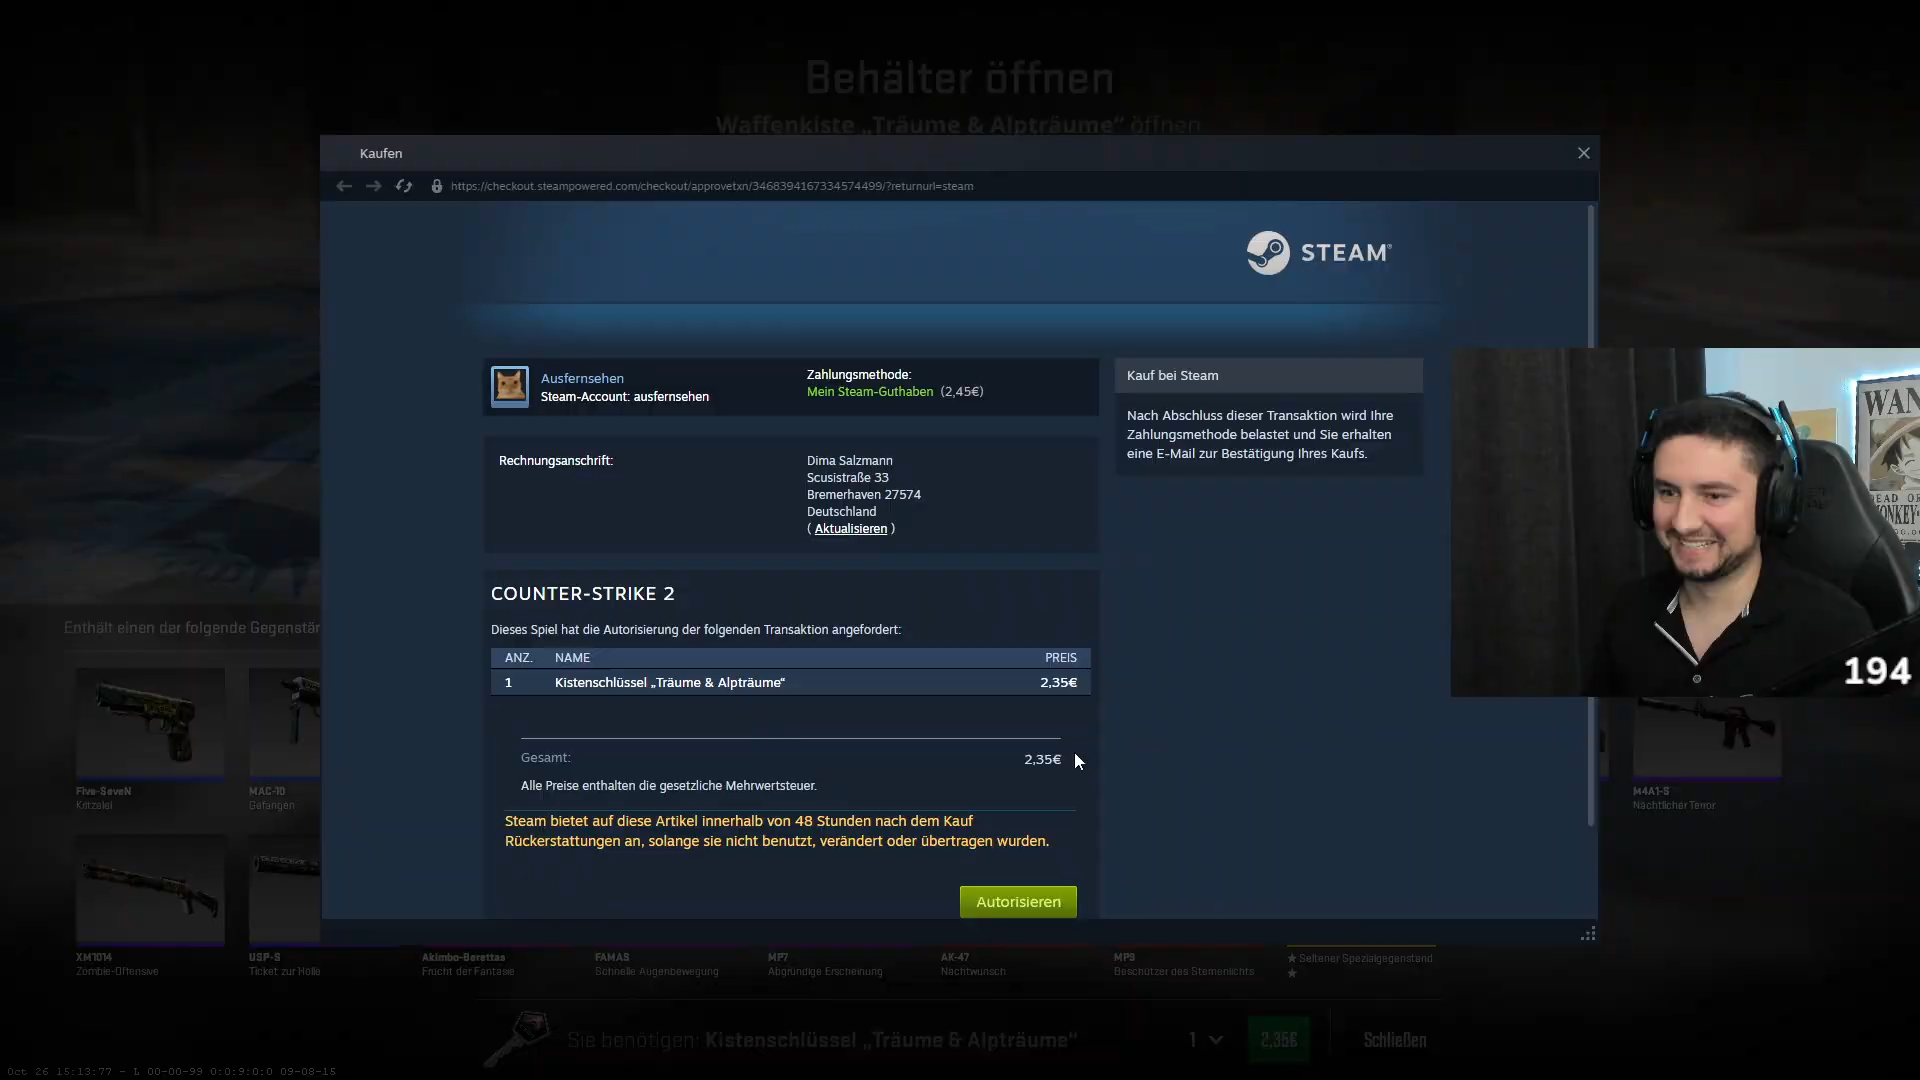 Behälter öffnen
Waffenkiste „Träume & Alpträume“ öffnen
Kaufen
https://checkout.steampowered.com/checkout/approvetxn/3468394167334574499/?returnurl=steam
STEAM®
Ausfernsehen
Steam-Account: ausfernsehen
Zahlungsmethode:
Mein Steam-Guthaben (2,45€)
Kauf bei Steam
Nach Abschluss dieser Transaktion wird Ihre
Zahlungsmethode belastet und Sie erhalten
eine E-Mail zur Bestätigung Ihres Kaufs.
Rechnungsanschrift:
Dima Salzmann
Scusistraße 33
Bremerhaven 27574
Deutschland
( Aktualisieren )
COUNTER-STRIKE 2
Dieses Spiel hat die Autorisierung der folgenden Transaktion angefordert:
ANZ. NAME PREIS
1 Kistenschlüssel „Träume & Alpträume“ 2,35€
Gesamt: 2,35€
Alle Preise enthalten die gesetzliche Mehrwertsteuer.
Steam bietet auf diese Artikel innerhalb von 48 Stunden nach dem Kauf
Rückerstattungen an, solange sie nicht benutzt, verändert oder übertragen wurden.
Autorisieren
194
Enthält einen der folgende Gegenstär
Five-SeveN
Kritzelei
MAC-10
Gefangen
M4A1-S
Nächtlicher Terror
XM1014
Zombie-Offensive
USP-S
Ticket zur Hölle
Akimbo-Berettas
Frucht der Fantasie
FAMAS
Schnelle Augenbewegung
MP7
Abgründige Erscheinung
AK-47
Nachtwunsch
MP9
Beschützer des Sternenlichts
★ Seltener Spezialgegenstand
★
Sie benötigen: Kistenschlüssel „Träume & Alpträume“
1
2,35€
Schließen